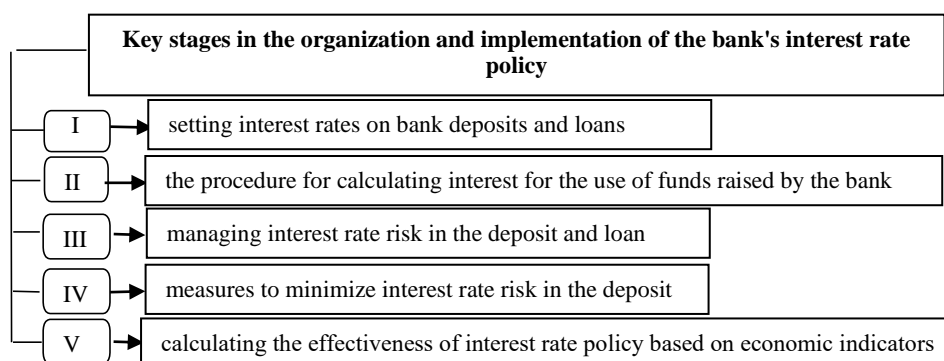 Key stages in the organization and implementation of the bank's interest rate
policy
I setting interest rates on bank deposits and loans
II the procedure for calculating interest for the use of funds raised by the bank
III managing interest rate risk in the deposit and loan
IV measures to minimize interest rate risk in the deposit
V calculating the effectiveness of interest rate policy based on economic indicators